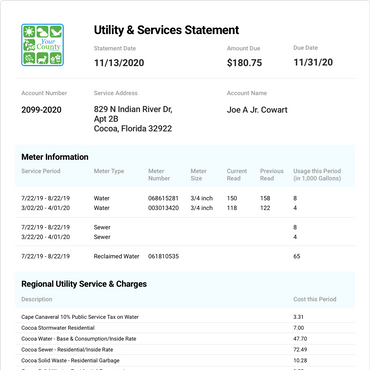 Your
County
Utility & Services Statement
Statement Date
Amount Due
Due Date
11/13/2020
$180.75
11/31/20
Account Number
Service Address
Account Name
2099-2020
829 N Indian River Dr,
Apt 2B
Cocoa, Florida 32922
Joe A Jr. Cowart
Meter Information
Service Period Meter Type Meter Number Meter Size Current Read Previous Read Usage this Period (in 1,000 Gallons)
7/22/19 - 8/22/19 Water 068615281 3/4 inch 150 158 8
3/02/20 - 4/01/20 Water 003013420 3/4 inch 118 122 4
7/22/19 - 8/22/19 Sewer 8
3/22/20 - 4/01/20 Sewer 4
7/22/19 - 8/22/19 Reclaimed Water 061810535 65
Regional Utility Service & Charges
Description Cost this Period
Cape Canaveral 10% Public Service Tax on Water 3.31
Cocoa Stormwater Residential 7.00
Cocoa Water - Base & Consumption/Inside Rate 47.70
Cocoa Sewer - Residential/Inside Rate 72.49
Cocoa Solid Waste - Residential Garbage 10.28